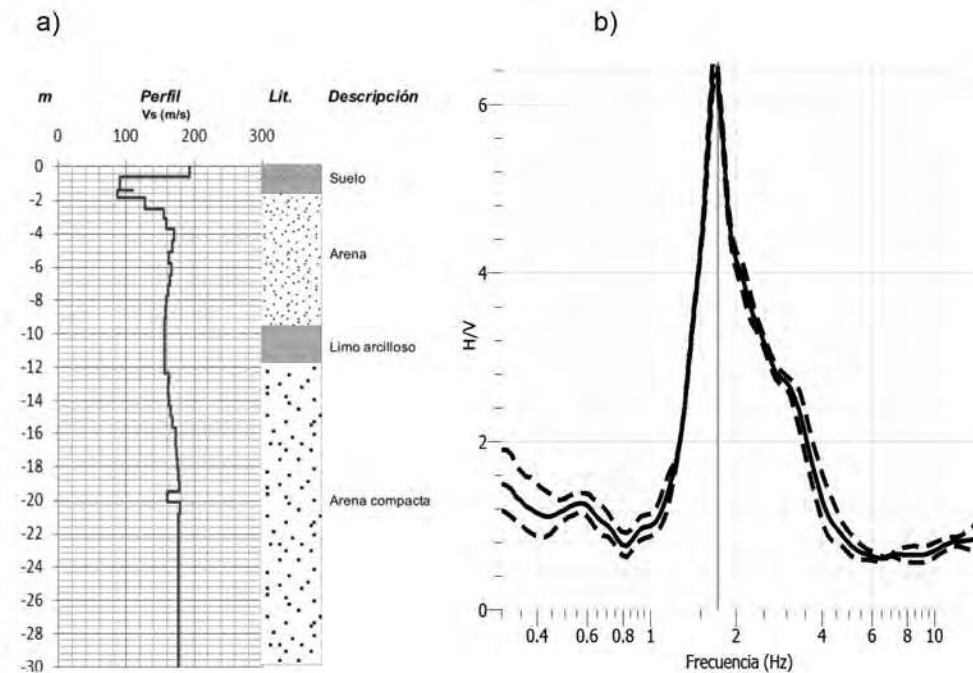 a)
b)
m Perfil Lit. Descripción
Vs (m/s)
0 100 200 300
0
-2
-4
-6
-8
-10
-12
-14
-16
-18
-20
-22
-24
-26
-28
-30
Suelo
Arena
Limo arcilloso
Arena compacta
H/V
6
4
2
0
0.4 0.6 0.8 1 2 4 6 8 10
Frecuencia (Hz)